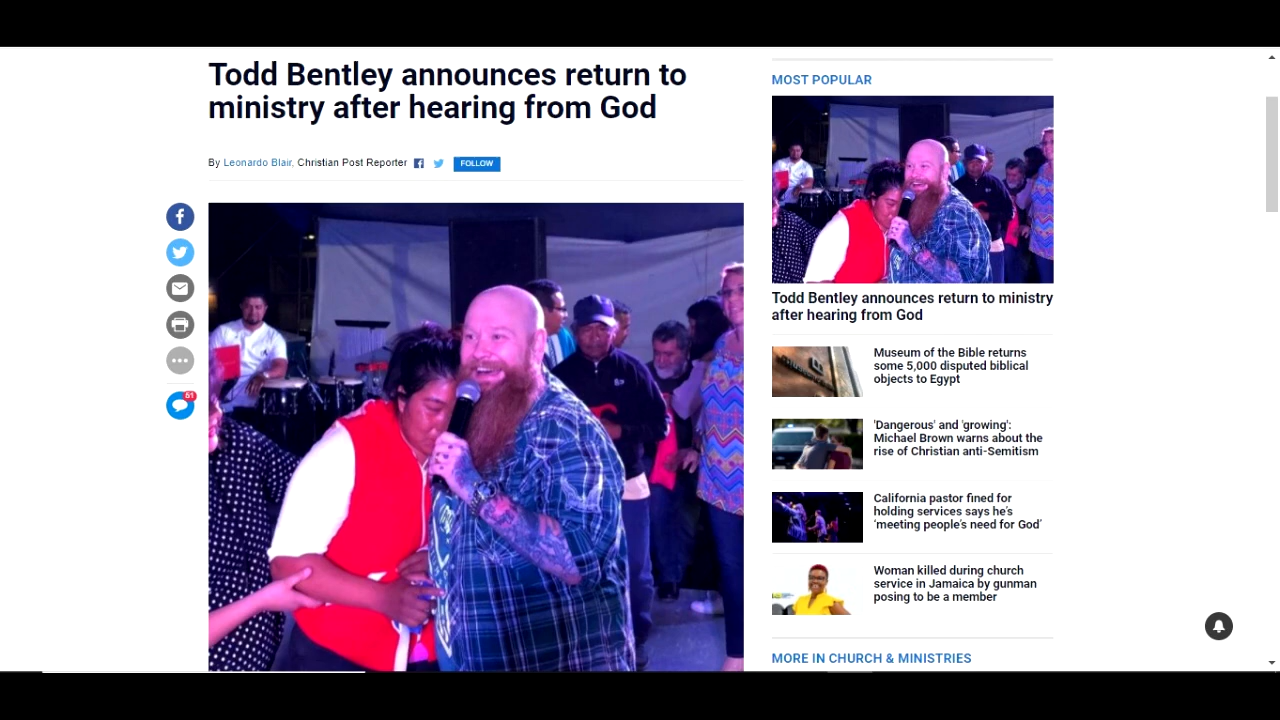 Todd Bentley announces return to
ministry after hearing from God
By Leonardo Blair, Christian Post Reporter
FOLLOW
51
MOST POPULAR
Todd Bentley announces return to ministry
after hearing from God
Museum of the Bible returns
some 5,000 disputed biblical
objects to Egypt
'Dangerous' and 'growing':
Michael Brown warns about the
rise of Christian anti-Semitism
California pastor fined for
holding services says he's
'meeting people's need for God'
Woman killed during church
service in Jamaica by gunman
posing to be a member
MORE IN CHURCH & MINISTRIES